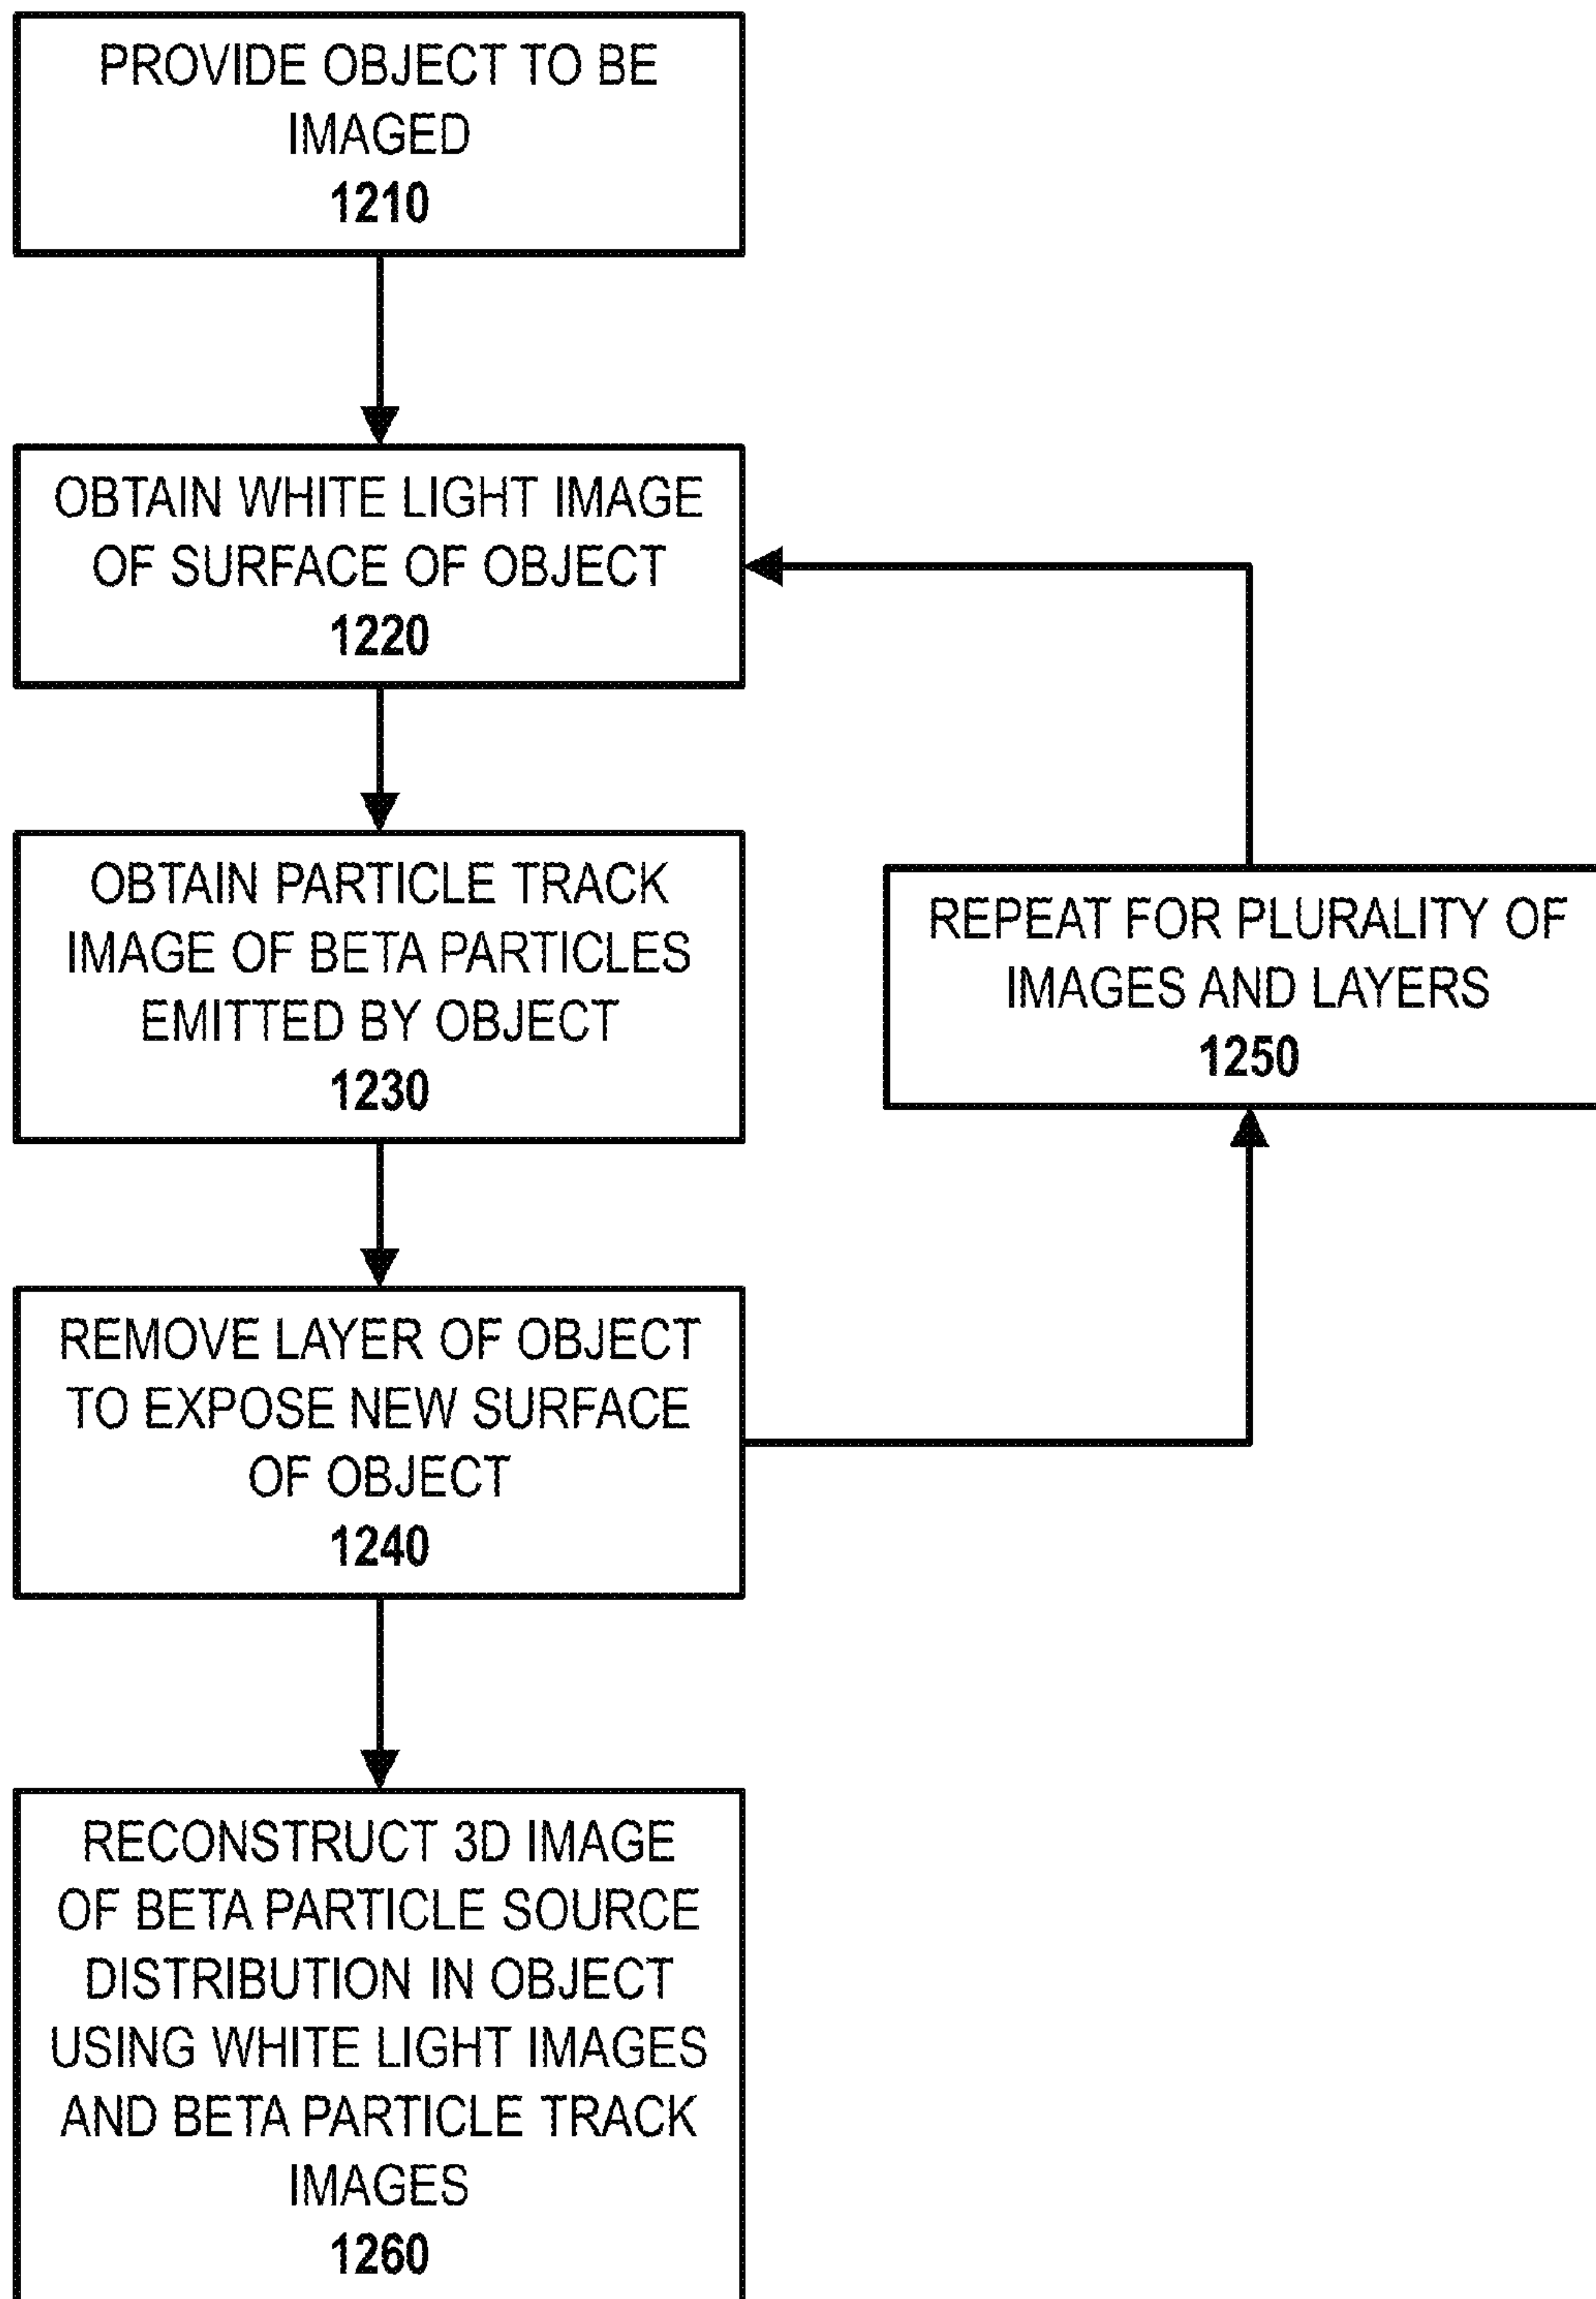 PROVIDE OBJECT TO BE
IMAGED
1210
OBTAIN WHITE LIGHT IMAGE
OF SURFACE OF OBJECT
1220
OBTAIN PARTICLE TRACK
IMAGE OF BETA PARTICLES
EMITTED BY OBJECT
1230
REPEAT FOR PLURALITY OF
IMAGES AND LAYERS
1250
REMOVE LAYER OF OBJECT
TO EXPOSE NEW SURFACE
OF OBJECT
1240
RECONSTRUCT 3D IMAGE
OF BETA PARTICLE SOURCE
DISTRIBUTION IN OBJECT
USING WHITE LIGHT IMAGES
AND BETA PARTICLE TRACK
IMAGES
1260